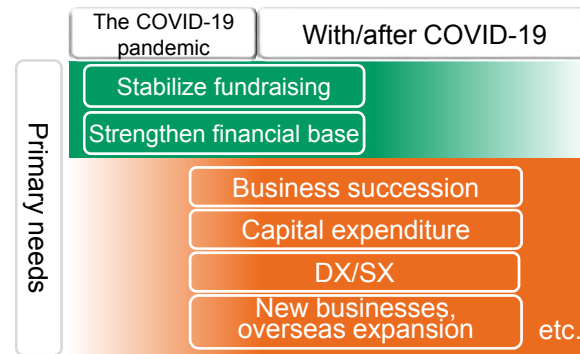 The COVID-19
pandemic
With/after COVID-19
Primary needs
Stabilize fundraising
Strengthen financial base
Business succession
Capital expenditure
DX/SX
New businesses,
overseas expansion
etc.